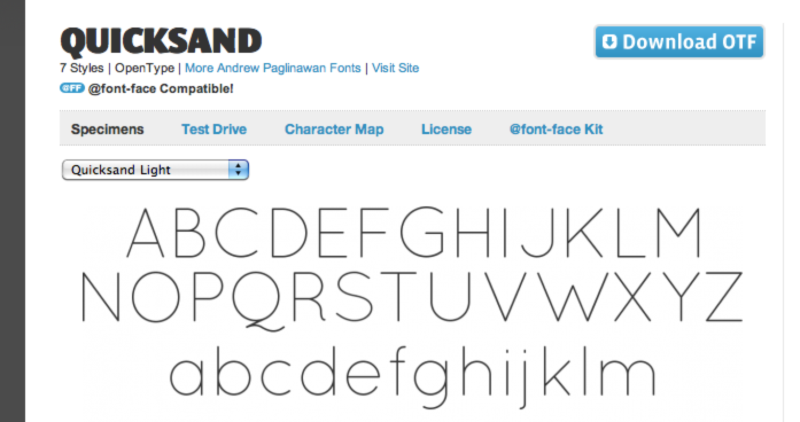 QUICKSAND
Download OTF
7 Styles | OpenType | More Andrew Paglinawan Fonts | Visit Site
@FF @font-face Compatible!
Specimens Test Drive Character Map License @font-face Kit
Quicksand Light
ABCDEFGHIJKLM
NOPQRSTUVWXYZ
abcdefghijklm